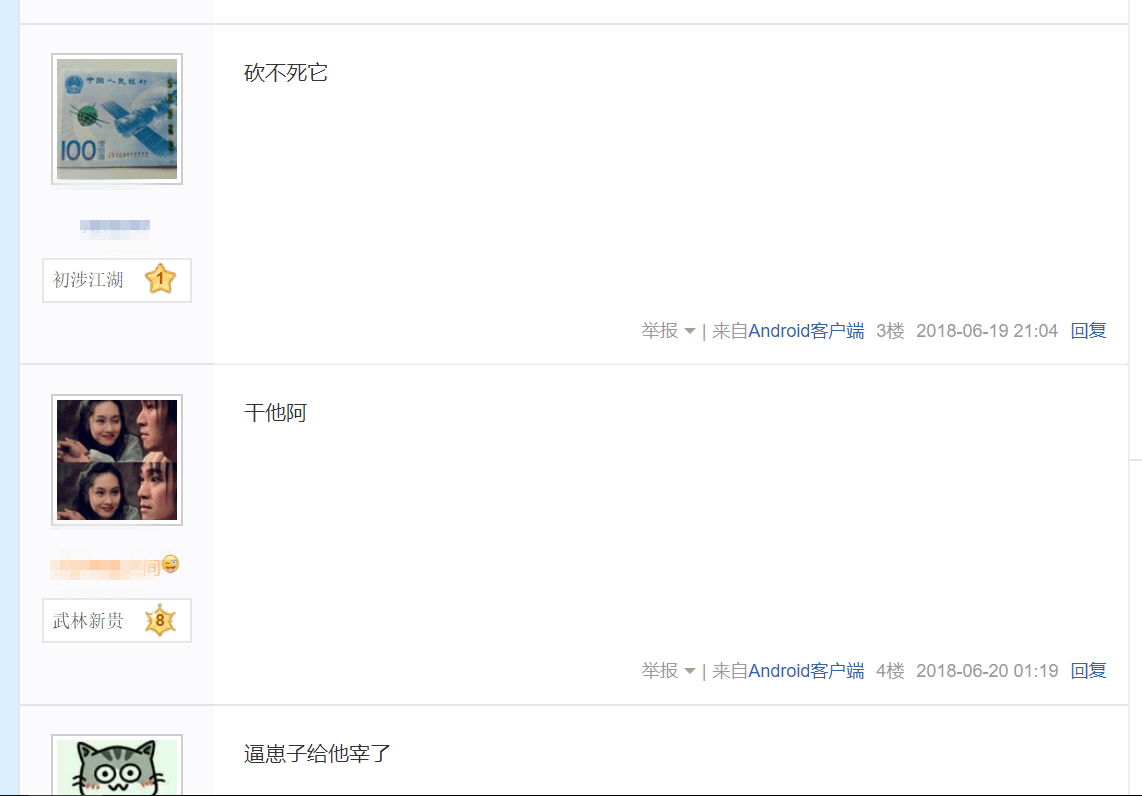 砍不死它
中国人民银行
100
初涉江湖 1
举报 | 来自Android客户端 3楼 2018-06-19 21:04 回复
干他阿
之间
武林新贵 8
举报 | 来自Android客户端 4楼 2018-06-20 01:19 回复
逼崽子给他宰了